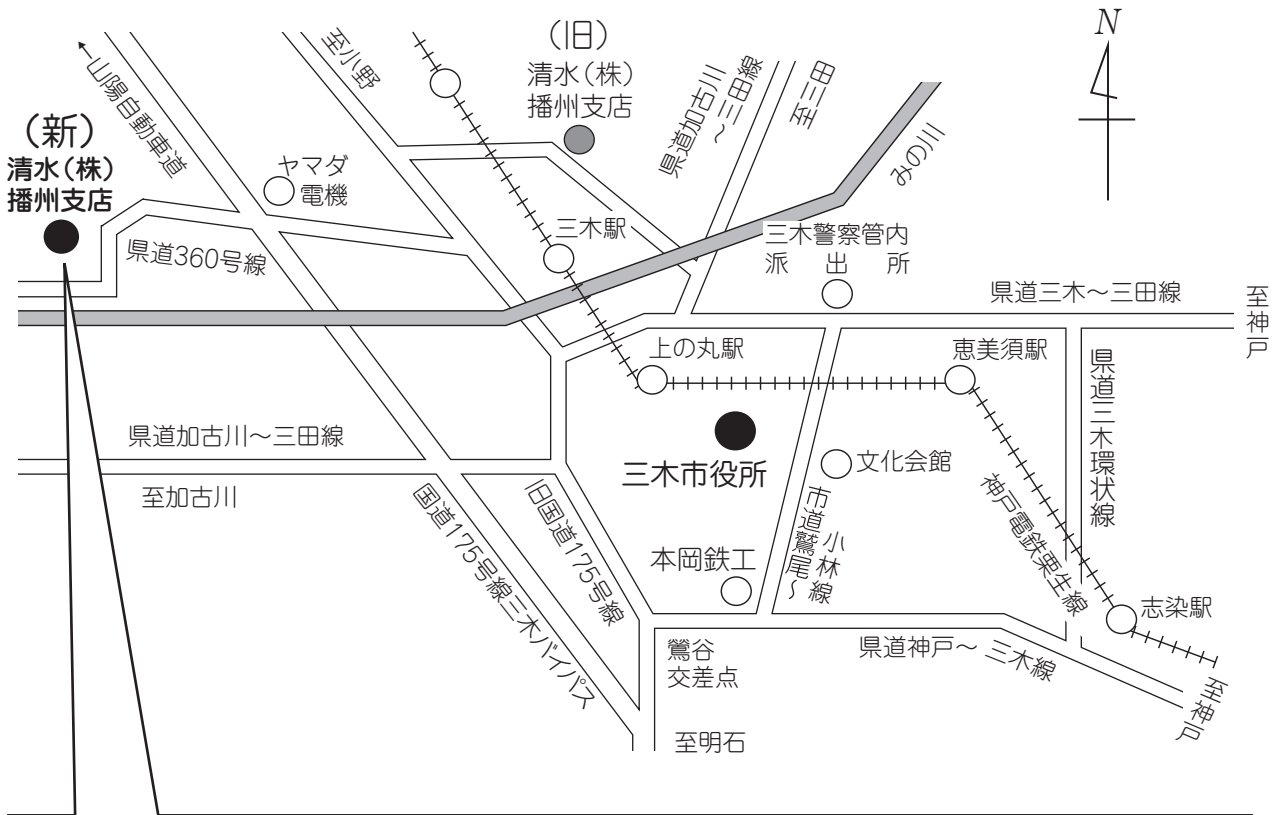 N
(旧)
清水(株)
播州支店
至小野
←山陽自動車道
(新)
清水(株)
播州支店
ヤマダ
電機
県道加古川
~三田線
至三田
みの川
三木駅
三木警察管内
派出所
県道360号線
県道三木~三田線
至神戸
上の丸駅
恵美須駅
県道三木環状線
県道加古川~三田線
至加古川
三木市役所
文化会館
国道175号線三木バイパス
旧国道175号線
市道鷲尾~
小林線
神戸電鉄粟生線
本岡鉄工
志染駅
鶯谷
交差点
県道神戸~三木線
至神戸
至明石